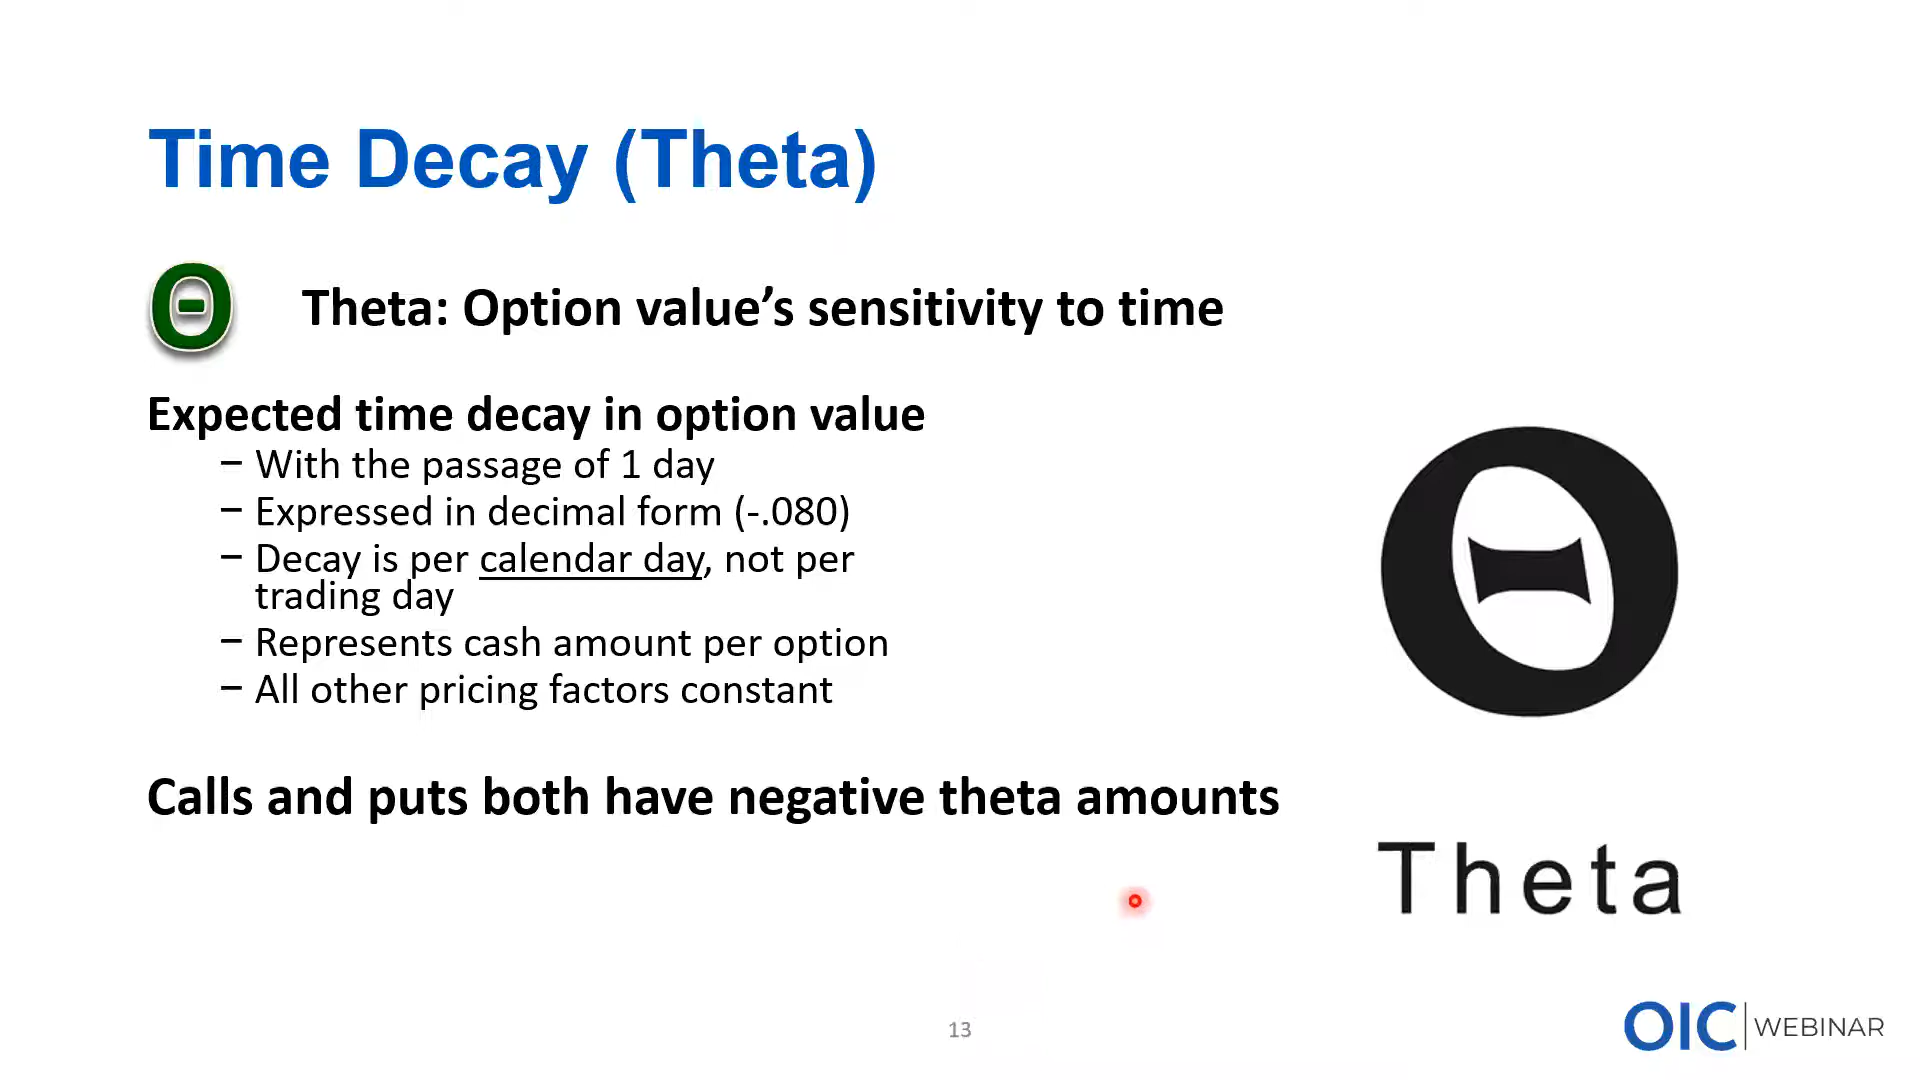 Time Decay (Theta)
Θ
Theta: Option value’s sensitivity to time
Expected time decay in option value
– With the passage of 1 day
– Expressed in decimal form (-.080)
– Decay is per calendar day, not per
trading day
– Represents cash amount per option
– All other pricing factors constant
Calls and puts both have negative theta amounts
Θ
Theta
13
OIC|WEBINAR